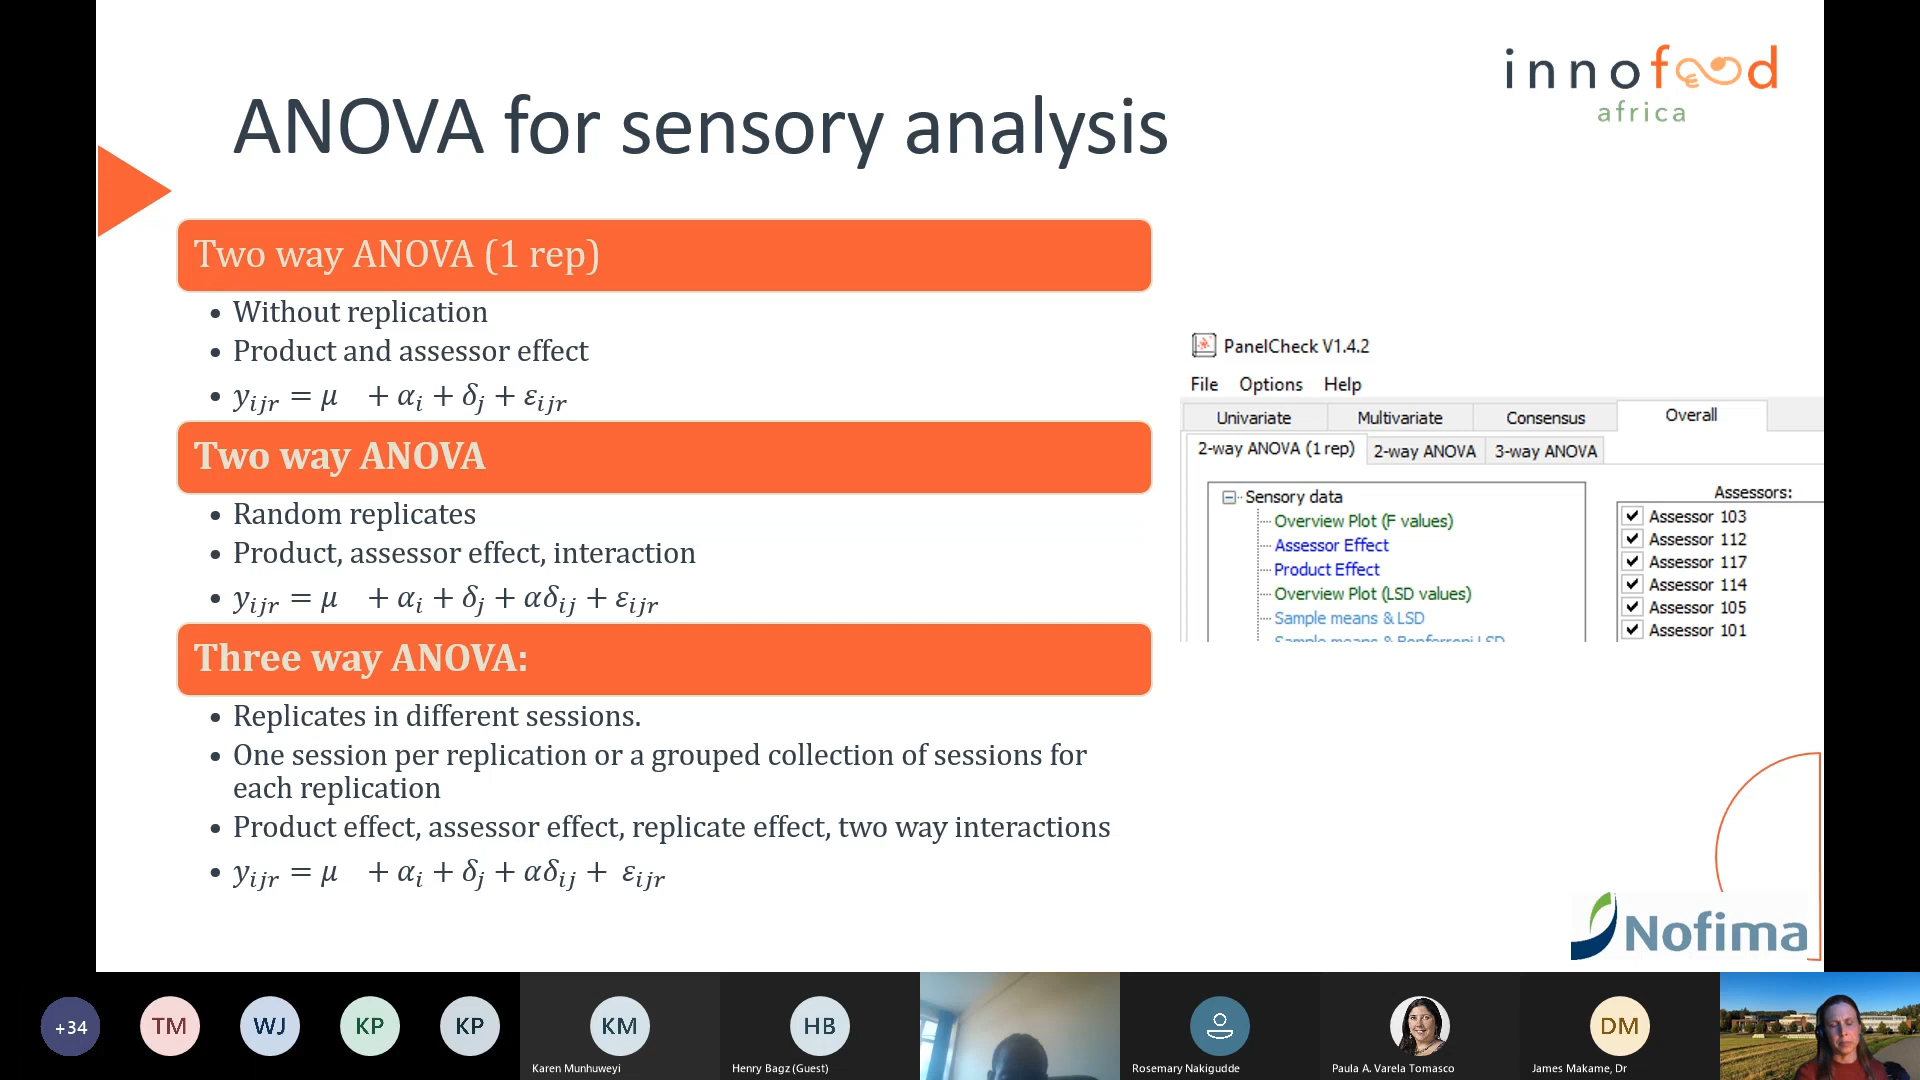 innofood
africa
ANOVA for sensory analysis
Two way ANOVA (1 rep)
• Without replication
• Product and assessor effect
• yᵢⱼᵣ = μ + αᵢ + δⱼ + εᵢⱼᵣ
Two way ANOVA
• Random replicates
• Product, assessor effect, interaction
• yᵢⱼᵣ = μ + αᵢ + δⱼ + αδᵢⱼ + εᵢⱼᵣ
Three way ANOVA:
• Replicates in different sessions.
• One session per replication or a grouped collection of sessions for
each replication
• Product effect, assessor effect, replicate effect, two way interactions
• yᵢⱼᵣ = μ + αᵢ + δⱼ + αδᵢⱼ + εᵢⱼᵣ
PanelCheck V1.4.2
File Options Help
Univariate Multivariate Consensus Overall
2-way ANOVA (1 rep) 2-way ANOVA 3-way ANOVA
Sensory data
Overview Plot (F values)
Assessor Effect
Product Effect
Overview Plot (LSD values)
Sample means & LSD
Sample means & Bonferroni LSD
Assessors:
Assessor 103
Assessor 112
Assessor 117
Assessor 114
Assessor 105
Assessor 101
Nofima
+34 TM WJ KP KP KM HB DM
Karen Munhuweyi Henry Bagz (Guest) Rosemary Nakigudde Paula A. Varela Tomasco James Makame, Dr